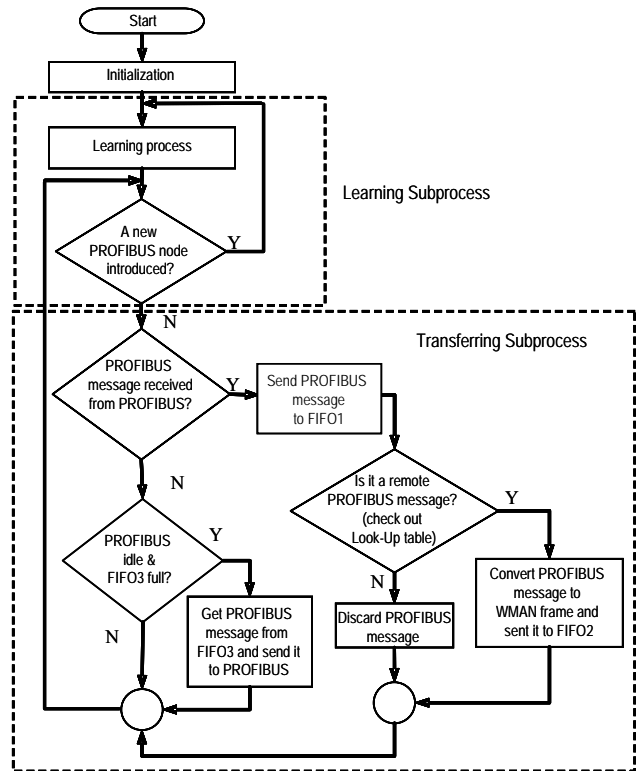 Start
Initialization
Learning process
Learning Subprocess
A new
PROFIBUS node
introduced?
Y
N
Transferring Subprocess
PROFIBUS
message received
from PROFIBUS?
Y
Send PROFIBUS
message
to FIFO1
N
Is it a remote
PROFIBUS message?
(check out
Look-Up table)
Y
N
PROFIBUS
idle &
FIFO3 full?
Y
N
Get PROFIBUS
message from
FIFO3 and send it
to PROFIBUS
Discard PROFIBUS
message
Convert PROFIBUS
message to
WMAN frame and
sent it to FIFO2